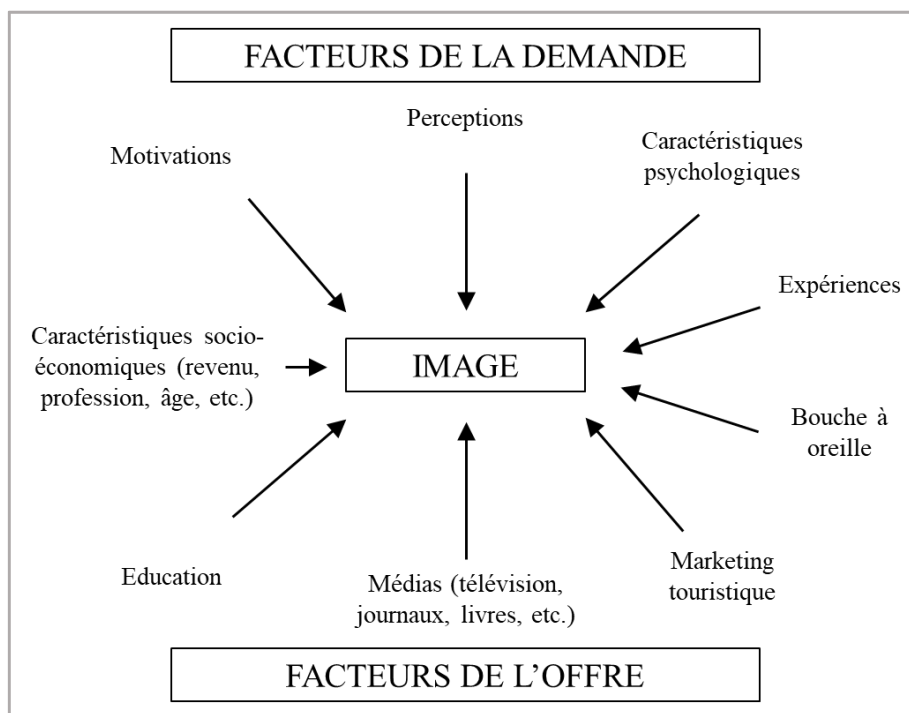 FACTEURS DE LA DEMANDE
Perceptions
Motivations
Caractéristiques
psychologiques
Expériences
Caractéristiques socio-
économiques (revenu,
profession, âge, etc.)
IMAGE
Bouche à
oreille
Education
Médias (télévision,
journaux, livres, etc.)
Marketing
touristique
FACTEURS DE L’OFFRE